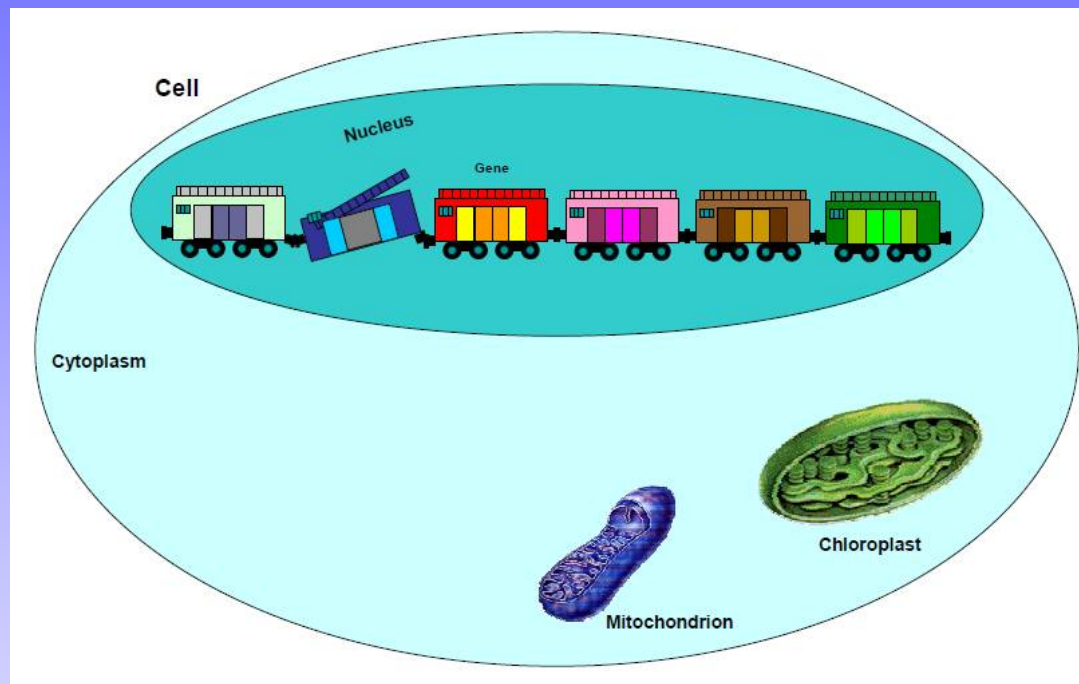 Cell
Nucleus
Gene
Cytoplasm
Chloroplast
Mitochondrion